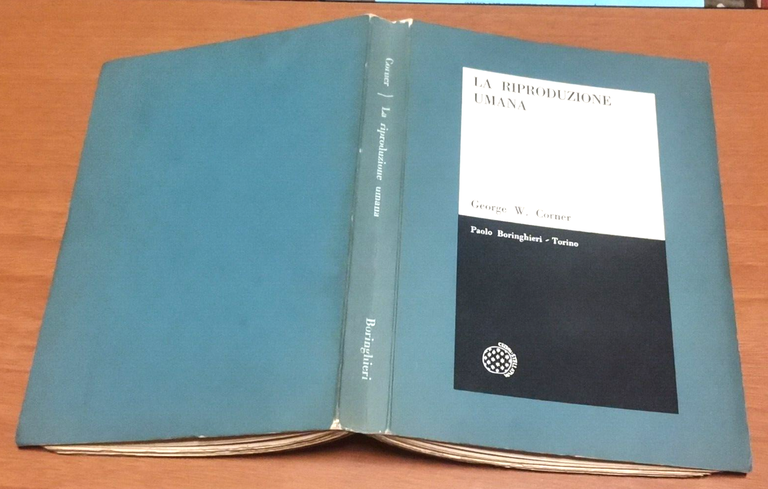 Corner ) La riproduzione umana
Boringhieri
LA RIPRODUZIONE
UMANA
George W. Corner
Paolo Boringhieri - Torino